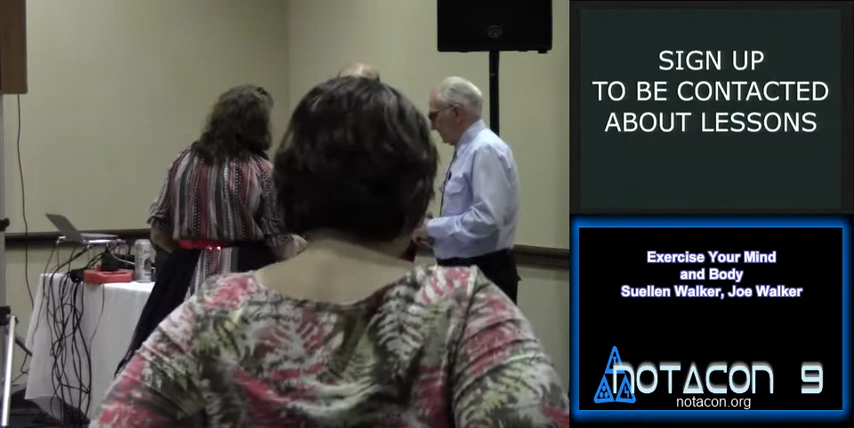 SIGN UP
TO BE CONTACTED
ABOUT LESSONS
Exercise Your Mind
and Body
Suellen Walker, Joe Walker
NOTACON 9
notacon.org